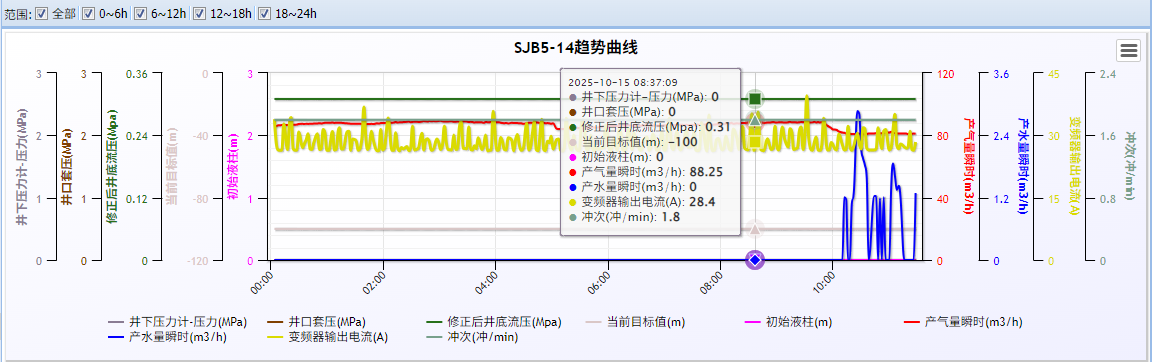 范围: 全部 0~6h 6~12h 12~18h 18~24h
SJB5-14趋势曲线
3 3 0.36 0 3 120 3.6 45 2.4
2 2 0.24 -40 2 80 2.4 30 1.6
1 1 0.12 -80 1 40 1.2 15 0.8
0 0 0 -120 0 0 0 0 0
井下压力计-压力(MPa)
井口套压(MPa)
修正后井底流压(Mpa)
当前目标值(m)
初始液柱(m)
2025-10-15 08:37:09
井下压力计-压力(MPa): 0
井口套压(MPa): 0
修正后井底流压(Mpa): 0.31
当前目标值(m): -100
初始液柱(m): 0
产气量瞬时(m3/h): 88.25
产水量瞬时(m3/h): 0
变频器输出电流(A): 28.4
冲次(冲/min): 1.8
产气量瞬时(m3/h)
产水量瞬时(m3/h)
变频器输出电流(A)
冲次(冲/min)
00:00 02:00 04:00 06:00 08:00 10:00
井下压力计-压力(MPa) 井口套压(MPa) 修正后井底流压(Mpa) 当前目标值(m) 初始液柱(m) 产气量瞬时(m3/h)
产水量瞬时(m3/h) 变频器输出电流(A) 冲次(冲/min)